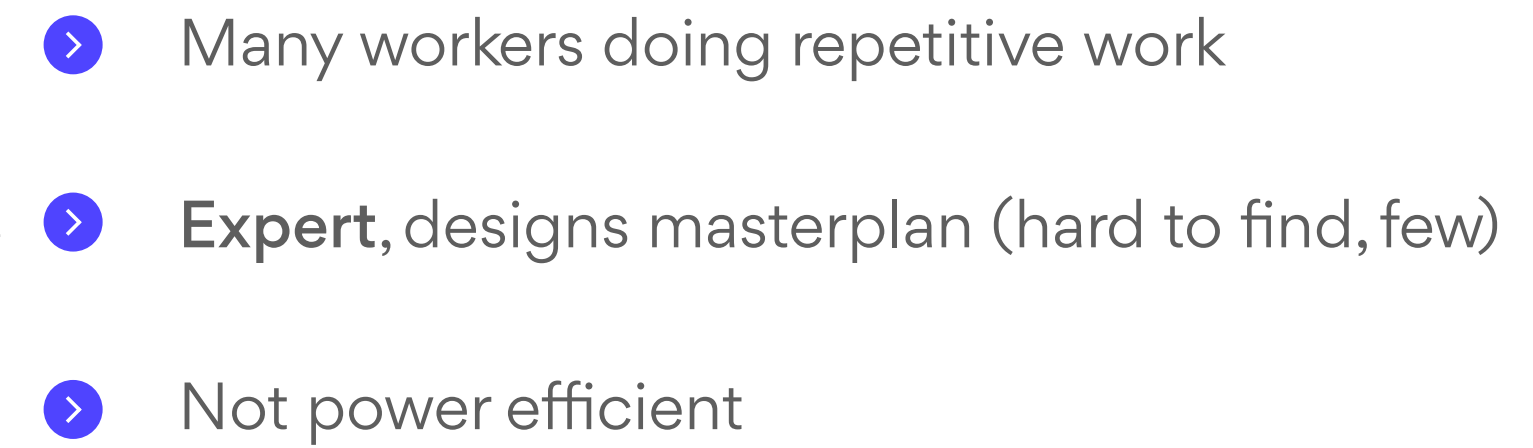 Many workers doing repetitive work
Expert, designs masterplan (hard to find, few)
Not power efficient